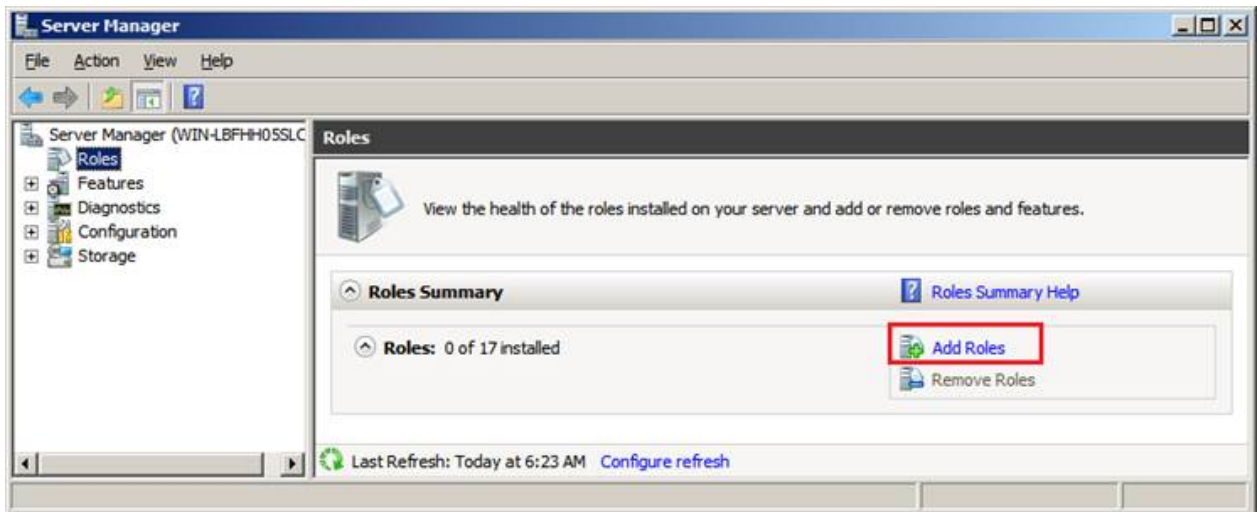 Server Manager
File Action View Help
Server Manager (WIN-LBFHH05SLC
Roles
Features
Diagnostics
Configuration
Storage
Roles
View the health of the roles installed on your server and add or remove roles and features.
Roles Summary
Roles Summary Help
Roles: 0 of 17 installed
Add Roles
Remove Roles
Last Refresh: Today at 6:23 AM Configure refresh